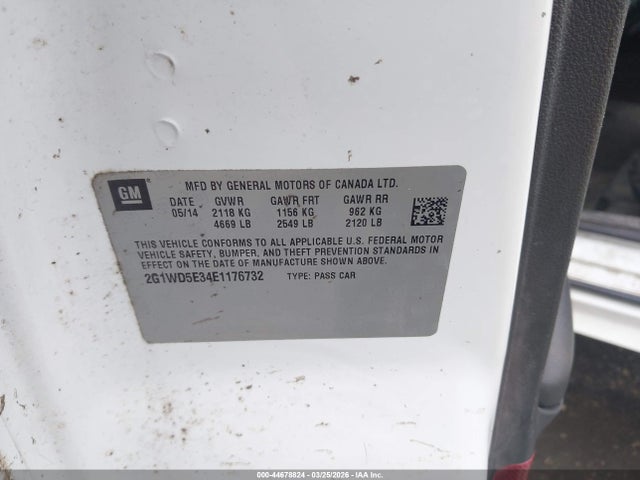 GM
MFD BY GENERAL MOTORS OF CANADA LTD.
DATE GVWR GAWR FRT GAWR RR
05/14 2118 KG 1156 KG 962 KG
4669 LB 2549 LB 2120 LB
THIS VEHICLE CONFORMS TO ALL APPLICABLE U.S. FEDERAL MOTOR
VEHICLE SAFETY, BUMPER, AND THEFT PREVENTION STANDARDS IN
EFFECT ON THE DATE OF MANUFACTURE SHOWN ABOVE.
2G1WD5E34E1176732 TYPE: PASS CAR
000-44678824 | 03/25/2026 - COPYRIGHT IAA, LLC